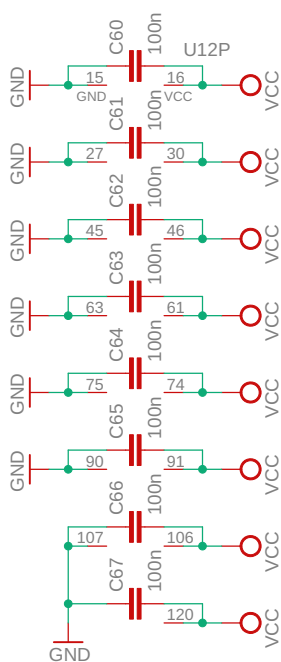 C60
100n
U12P
GND
15
16
VCC
GND
VCC
C61
100n
GND
27
30
VCC
C62
100n
GND
45
46
VCC
C63
100n
GND
63
61
VCC
C64
100n
GND
75
74
VCC
C65
100n
GND
90
91
VCC
C66
100n
107
106
VCC
C67
100n
120
VCC
GND